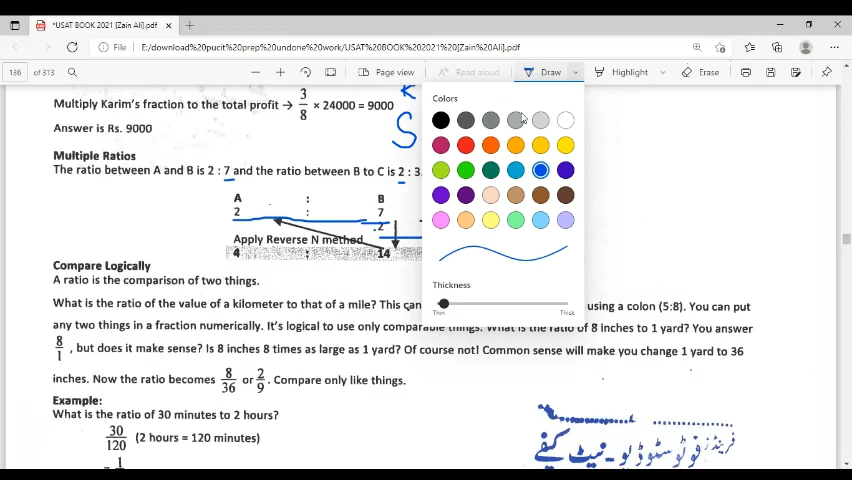 *USAT BOOK 2021 [Zain Ali].pdf
File E:/download%20pucit%20prep%20undone%20work/USAT%20BOOK%202021%20[Zain%20Ali].pdf
136 of 313 Page view Read aloud Draw Highlight Erase
Multiply Karim's fraction to the total profit → 3/8 × 24000 = 9000
Answer is Rs. 9000
S
Multiple Ratios
The ratio between A and B is 2 : 7 and the ratio between B to C is 2 : 3.
A : B
2 : 7
2
Apply Reverse N method
4 : 14
Colors
Thickness
Thin Thick
Compare Logically
A ratio is the comparison of two things.
What is the ratio of the value of a kilometer to that of a mile? This can using a colon (5:8). You can put
any two things in a fraction numerically. It's logical to use only comparable things. What is the ratio of 8 inches to 1 yard? You answer
8/1 , but does it make sense? Is 8 inches 8 times as large as 1 yard? Of course not! Common sense will make you change 1 yard to 36
inches. Now the ratio becomes 8/36 or 2/9. Compare only like things.
Example:
What is the ratio of 30 minutes to 2 hours?
30/120 (2 hours = 120 minutes)
1
فرینڈز فوٹو سٹوڈیو - نیٹ کیفے